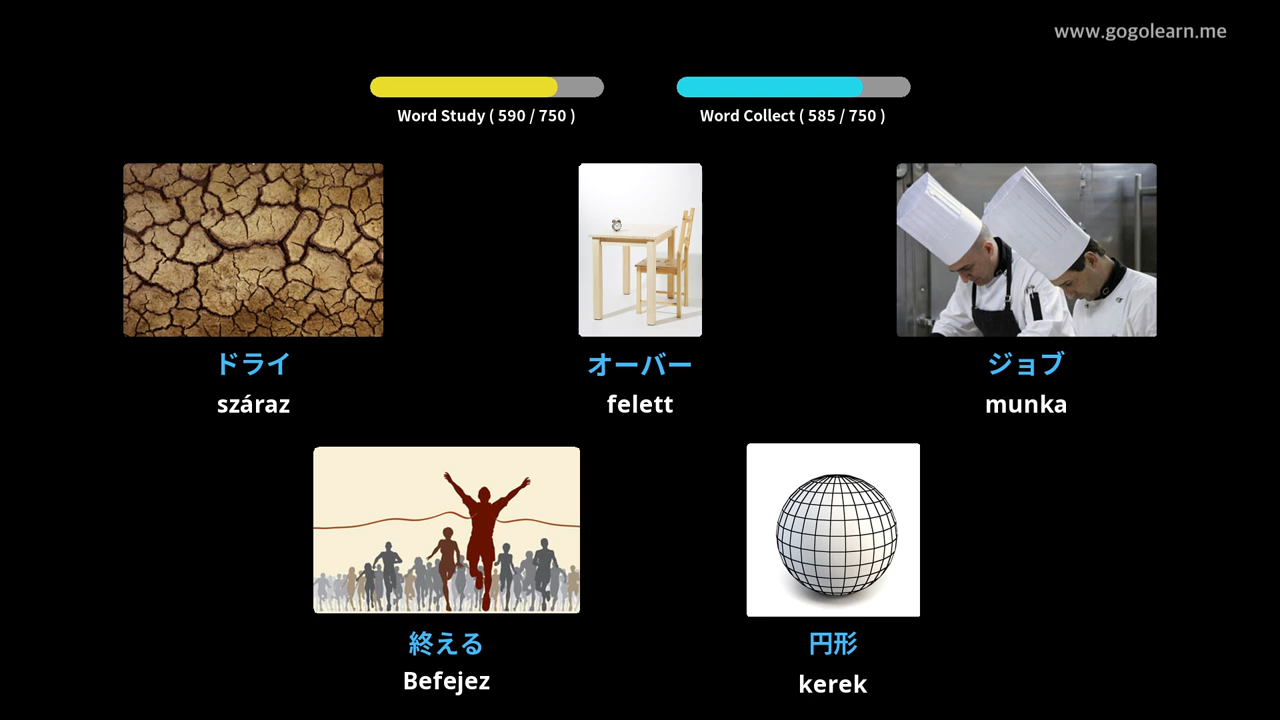 www.gogolearn.me
Word Study ( 590 / 750 )
Word Collect ( 585 / 750 )
ドライ
オーバー
ジョブ
száraz
felett
munka
終える
円形
Befejez
kerek